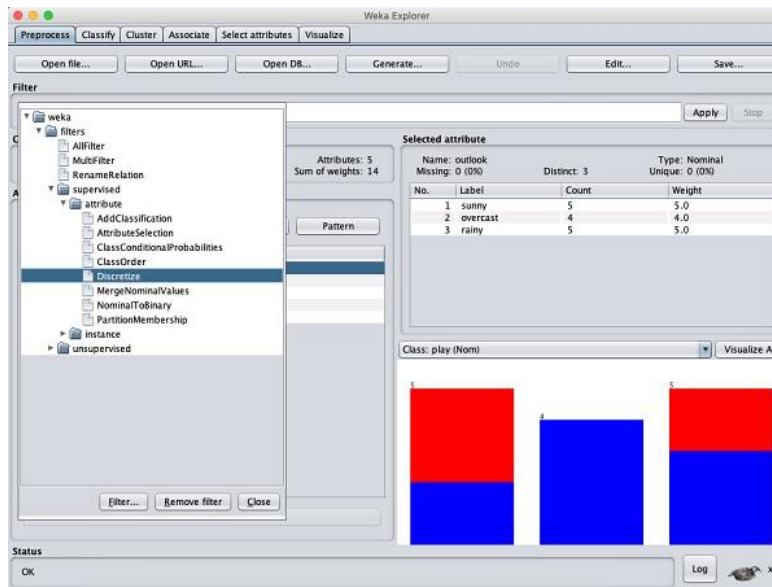 Weka Explorer
Preprocess Classify Cluster Associate Select attributes Visualize
Open file... Open URL... Open DB... Generate... Undo Edit... Save...
Filter
Apply Stop
weka
filters
AllFilter
MultiFilter
RenameRelation
supervised
attribute
AddClassification
AttributeSelection
ClassConditionalProbabilities
ClassOrder
Discretize
MergeNominalValues
NominalToBinary
PartitionMembership
instance
unsupervised
Filter... Remove filter Close
Attributes: 5
Sum of weights: 14
Pattern
Selected attribute
Name: outlook Type: Nominal
Missing: 0 (0%) Distinct: 3 Unique: 0 (0%)
No. Label Count Weight
1 sunny 5 5.0
2 overcast 4 4.0
3 rainy 5 5.0
Class: play (Nom) Visualize A
5 4 5
Status
OK
Log x